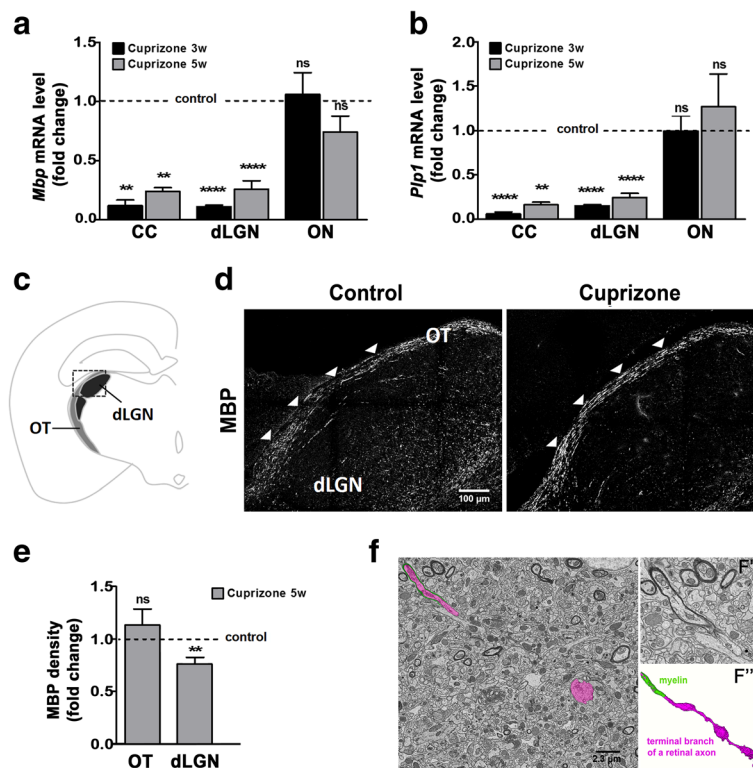 a
Mbp mRNA level
(fold change)
1.5
1.0
0.5
0.0
Cuprizone 3w
Cuprizone 5w
control
** ** **** **** ns ns
CC dLGN ON
b
Plp1 mRNA level
(fold change)
2.0
1.5
1.0
0.5
0.0
Cuprizone 3w
Cuprizone 5w
control
**** ** **** **** ns ns
CC dLGN ON
c
OT
dLGN
d
Control Cuprizone
MBP
OT
dLGN
100 µm
e
MBP density
(fold change)
1.5
1.0
0.5
0.0
Cuprizone 5w
control
ns **
OT dLGN
f
2.3 µm
F'
F''
myelin
terminal branch
of a retinal axon